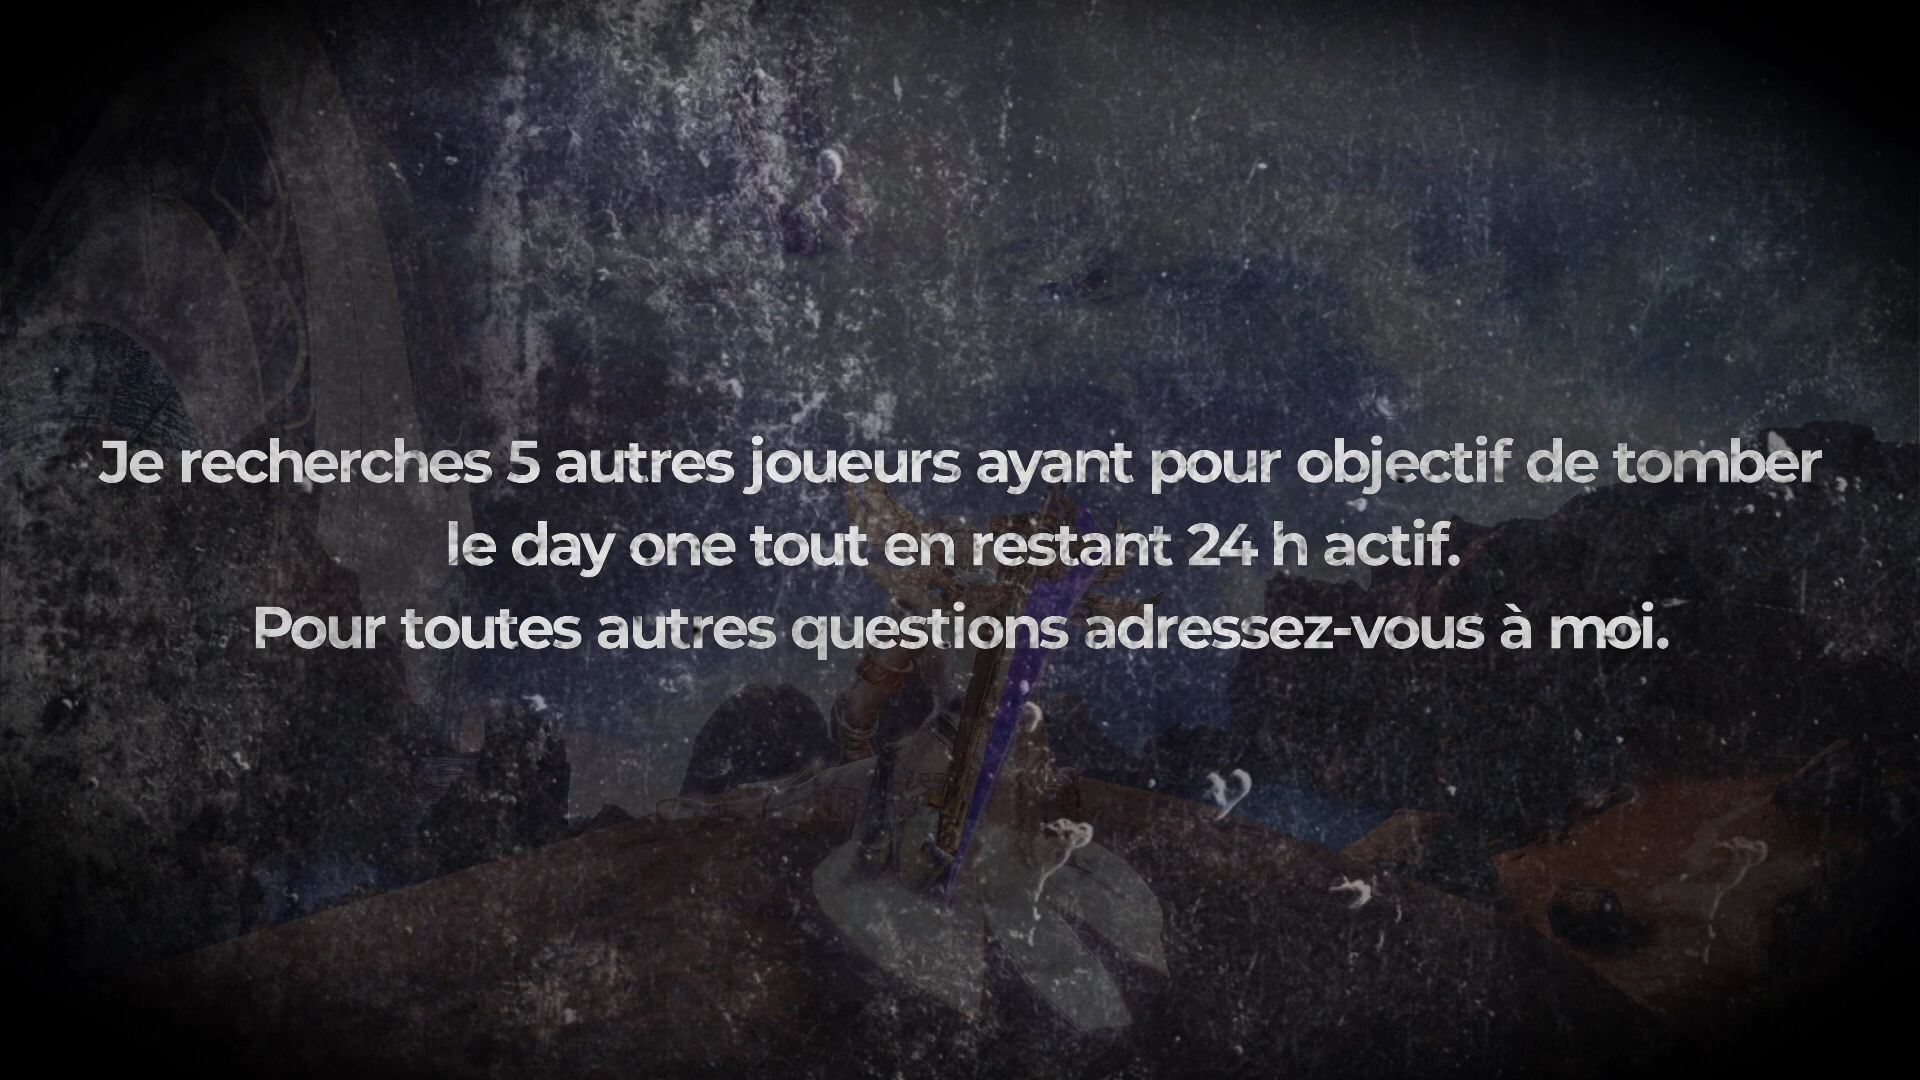 Je recherches 5 autres joueurs ayant pour objectif de tomber
le day one tout en restant 24 h actif.
Pour toutes autres questions adressez-vous à moi.